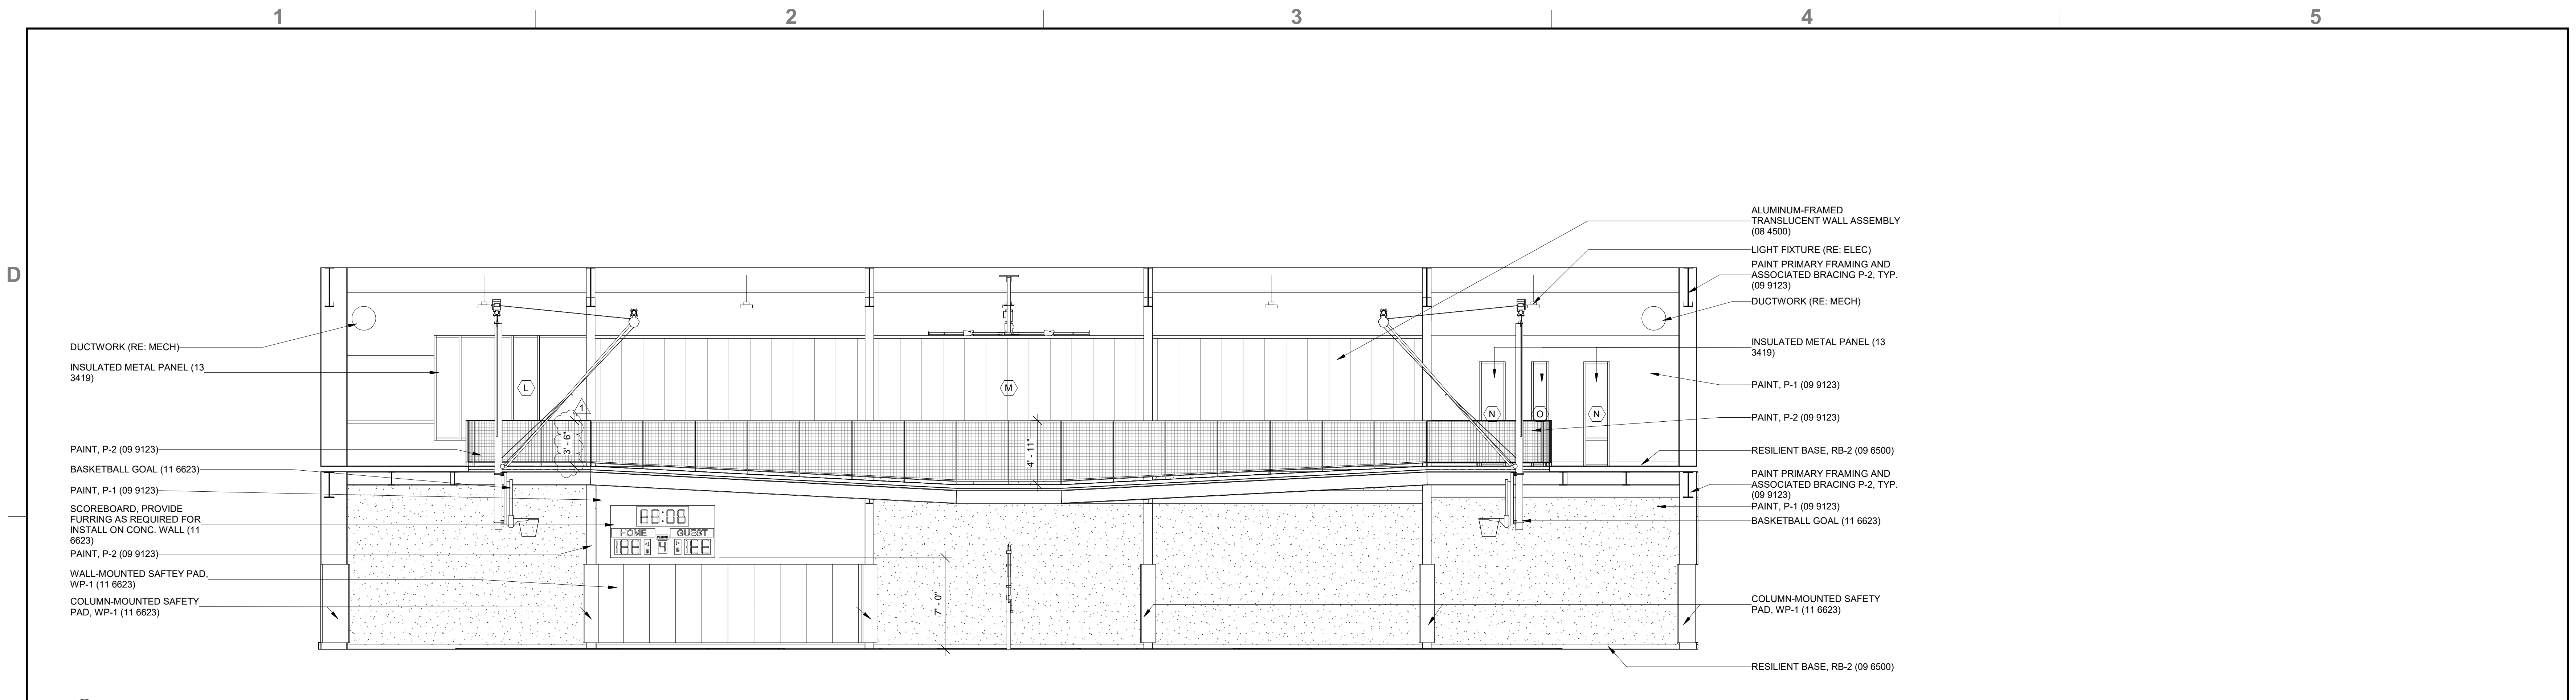 1 2 3 4 5
D
ALUMINUM-FRAMED
TRANSLUCENT WALL ASSEMBLY
(08 4500)
LIGHT FIXTURE (RE: ELEC)
PAINT PRIMARY FRAMING AND
ASSOCIATED BRACING P-2, TYP.
(09 9123)
DUCTWORK (RE: MECH)
INSULATED METAL PANEL (13
3419)
PAINT, P-1 (09 9123)
PAINT, P-2 (09 9123)
RESILIENT BASE, RB-2 (09 6500)
PAINT PRIMARY FRAMING AND
ASSOCIATED BRACING P-2, TYP.
(09 9123)
PAINT, P-1 (09 9123)
BASKETBALL GOAL (11 6623)
COLUMN-MOUNTED SAFETY
PAD, WP-1 (11 6623)
RESILIENT BASE, RB-2 (09 6500)
DUCTWORK (RE: MECH)
INSULATED METAL PANEL (13
3419)
PAINT, P-2 (09 9123)
BASKETBALL GOAL (11 6623)
PAINT, P-1 (09 9123)
SCOREBOARD, PROVIDE
FURRING AS REQUIRED FOR
INSTALL ON CONC. WALL (11
6623)
PAINT, P-2 (09 9123)
WALL-MOUNTED SAFTEY PAD,
WP-1 (11 6623)
COLUMN-MOUNTED SAFETY
PAD, WP-1 (11 6623)
L M N O N
1
3' - 6"
4' - 11"
7' - 0"
88:08
HOME GUEST
188 4 188